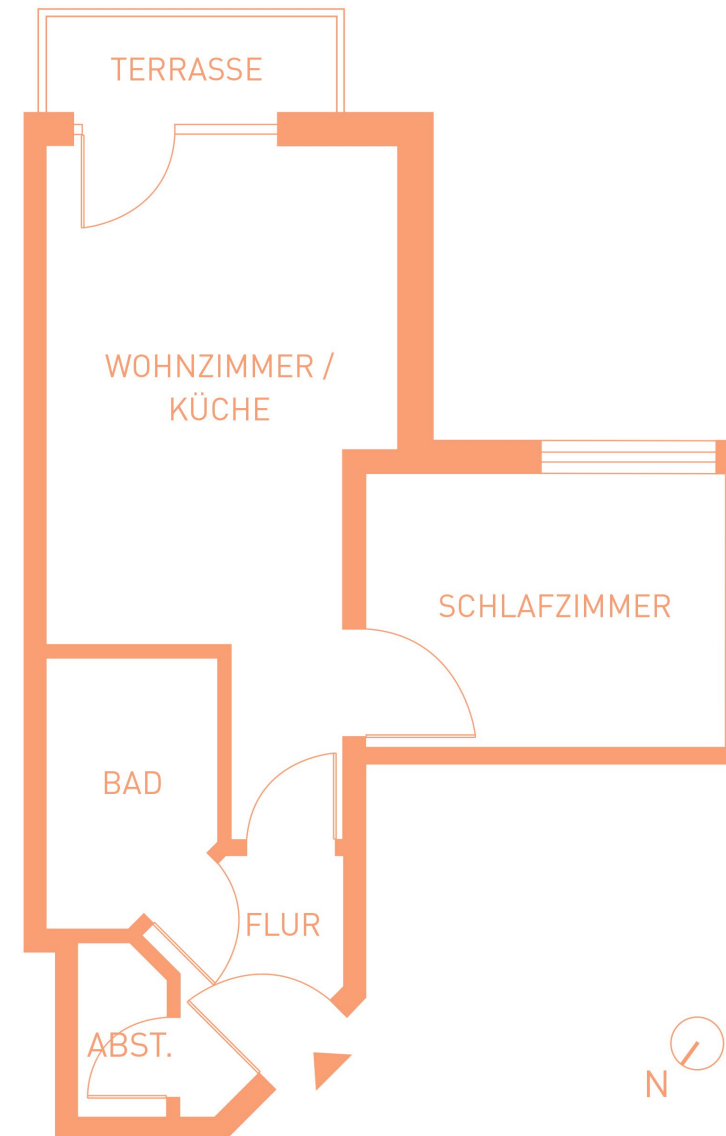 TERRASSE
WOHNZIMMER /
KÜCHE
SCHLAFZIMMER
BAD
FLUR
ABST.
N